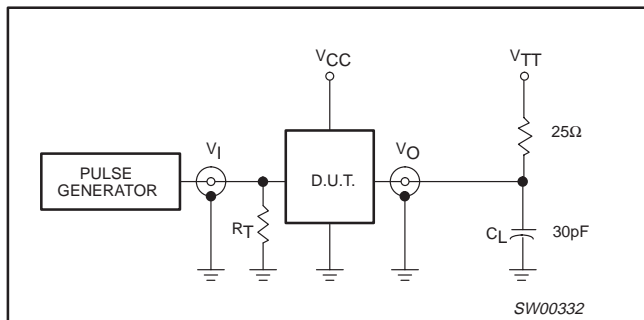 VCC
VTT
25Ω
VI
VO
PULSE
GENERATOR
D.U.T.
RT
CL
30pF
SW00332